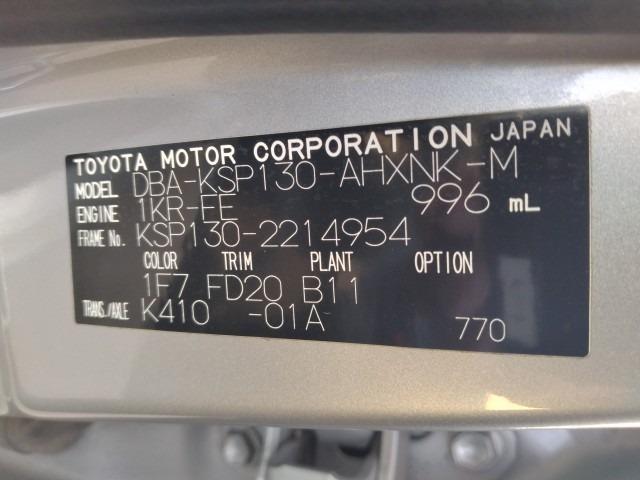 TOYOTA MOTOR CORPORATION JAPAN
MODEL DBA-KSP130-AHXNK-M
ENGINE 1KR-FE 996 mL
FRAME No. KSP130-2214954
COLOR TRIM PLANT OPTION
1F7 FD20 B11
TRANS./AXLE K410 -01A 770